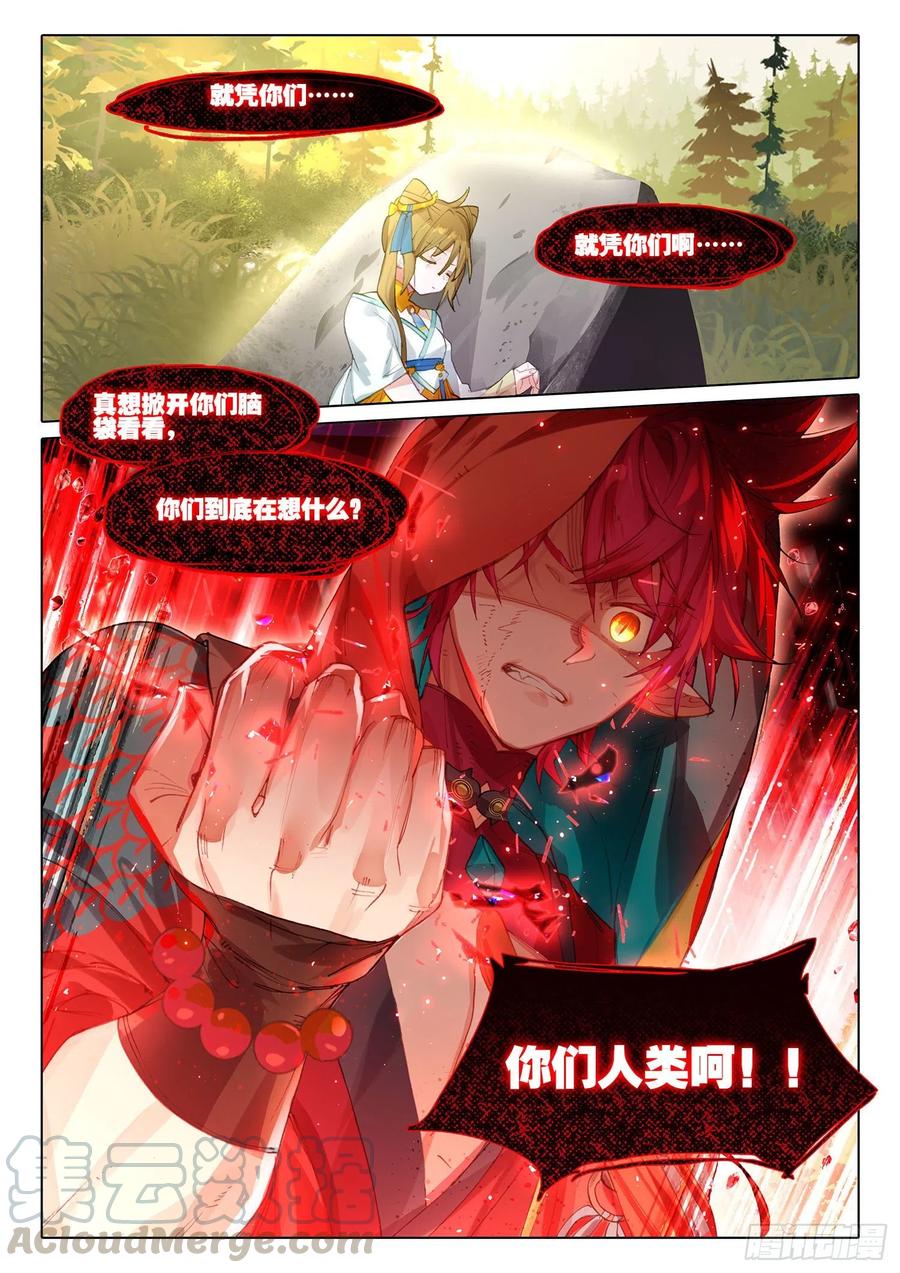 就凭你们……
就凭你们啊……
真想掀开你们脑
袋看看，
你们到底在想什么？
你们人类呵！！
集云数据
AcloudMerge.com
腾讯动漫